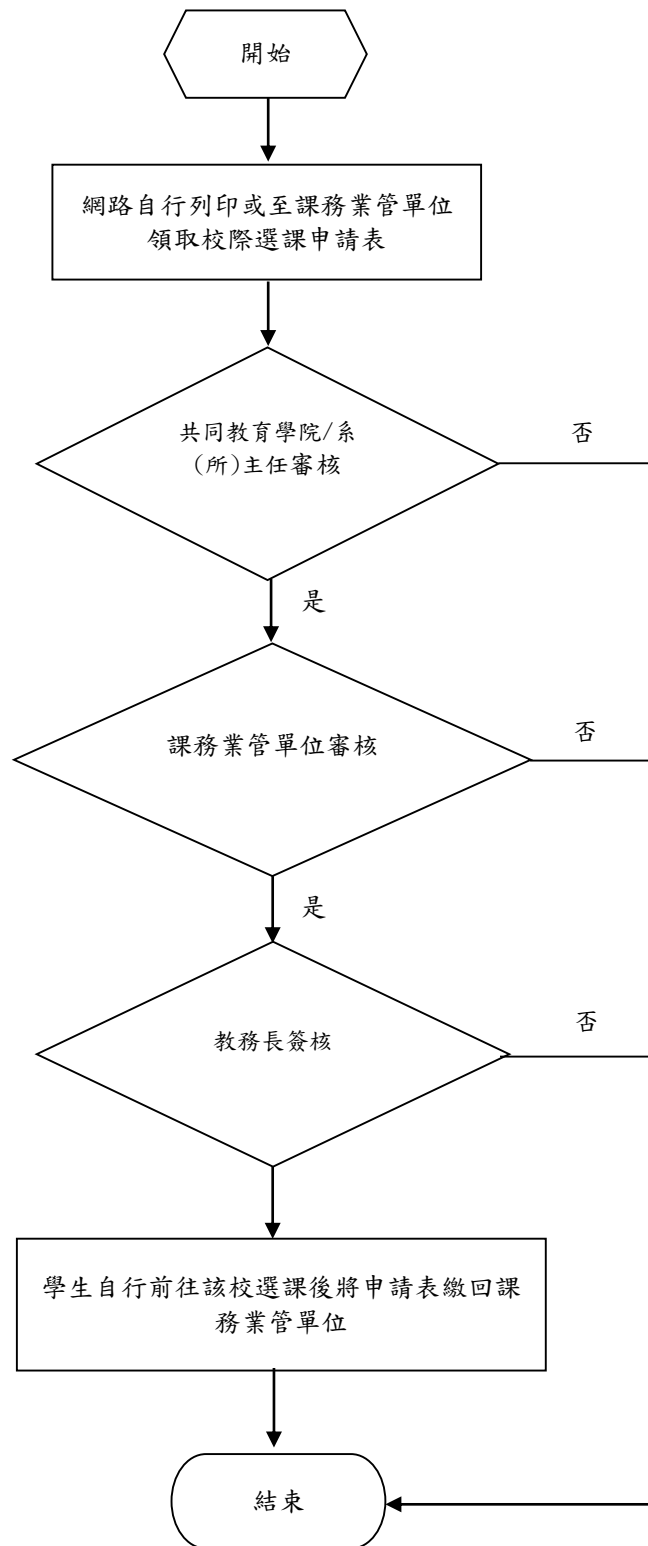 開始
網路自行列印或至課務業管單位
領取校際選課申請表
共同教育學院/系
(所)主任審核
否
是
課務業管單位審核
否
是
教務長簽核
否
學生自行前往該校選課後將申請表繳回課
務業管單位
結束